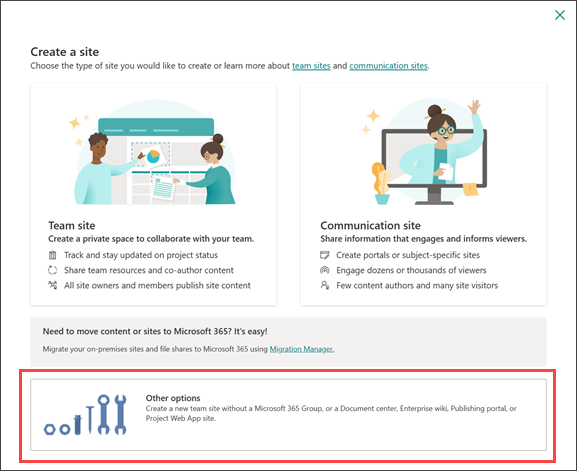 Create a site
Choose the type of site you would like to create or learn more about team sites and communication sites.
Team site
Create a private space to collaborate with your team.
Track and stay updated on project status
Share team resources and co-author content
All site owners and members publish site content
Communication site
Share information that engages and informs viewers.
Create portals or subject-specific sites
Engage dozens or thousands of viewers
Few content authors and many site visitors
Need to move content or sites to Microsoft 365? It's easy!
Migrate your on-premises sites and file shares to Microsoft 365 using Migration Manager.
Other options
Create a new team site without a Microsoft 365 Group, or a Document center, Enterprise wiki, Publishing portal, or
Project Web App site.